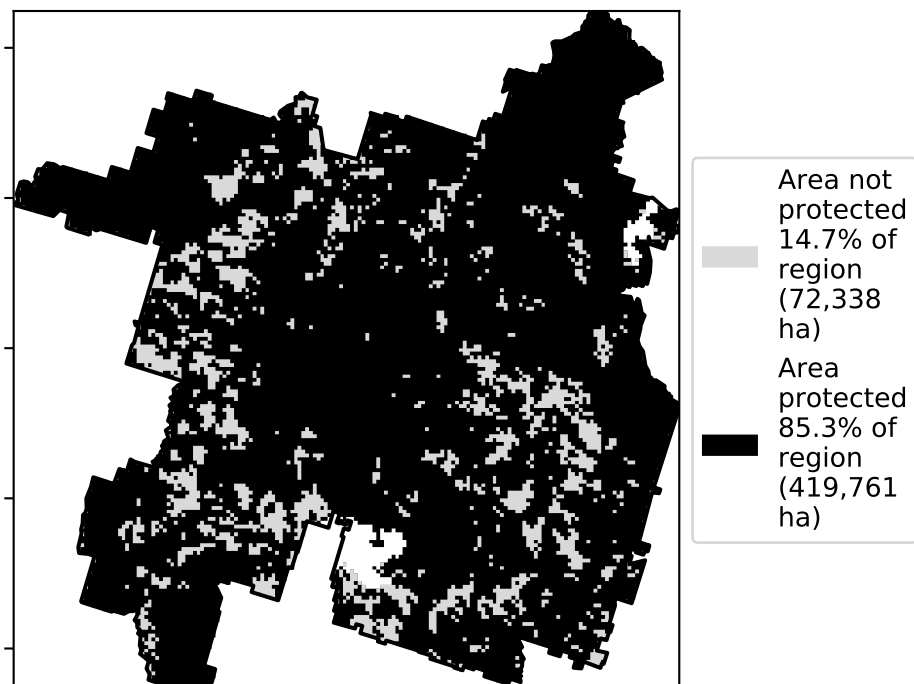 Area not
protected
14.7% of
region
(72,338
ha)
Area
protected
85.3% of
region
(419,761
ha)